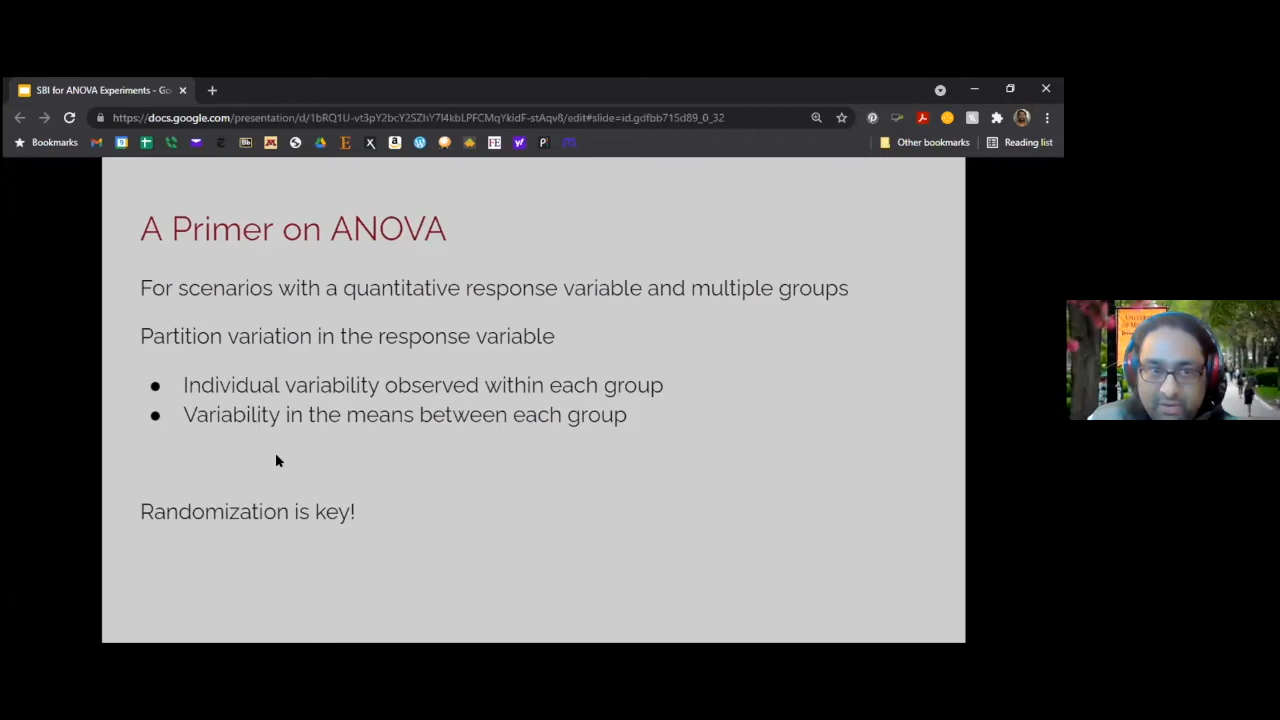 SBI for ANOVA Experiments - Go
https://docs.google.com/presentation/d/1bRQ1U-vt3pY2bcY2SZhY7l4kbLPFCMqYkidF-stAqv8/edit#slide=id.gdfbb715d89_0_32
Bookmarks
Other bookmarks
Reading list
A Primer on ANOVA
For scenarios with a quantitative response variable and multiple groups
Partition variation in the response variable
● Individual variability observed within each group
● Variability in the means between each group
Randomization is key!